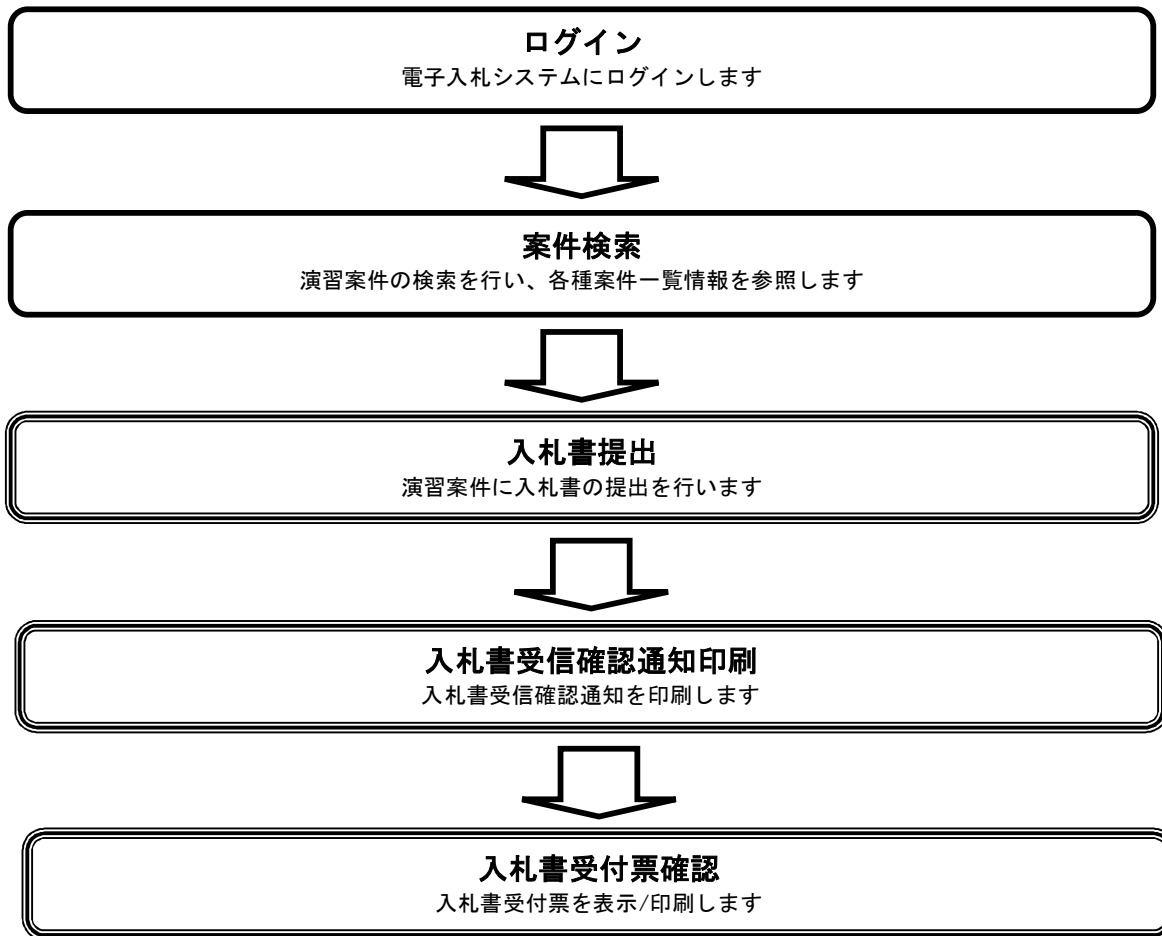 ログイン
電子入札システムにログインします
案件検索
演習案件の検索を行い、各種案件一覧情報を参照します
入札書提出
演習案件に入札書の提出を行います
入札書受信確認通知印刷
入札書受信確認通知を印刷します
入札書受付票確認
入札書受付票を表示/印刷します